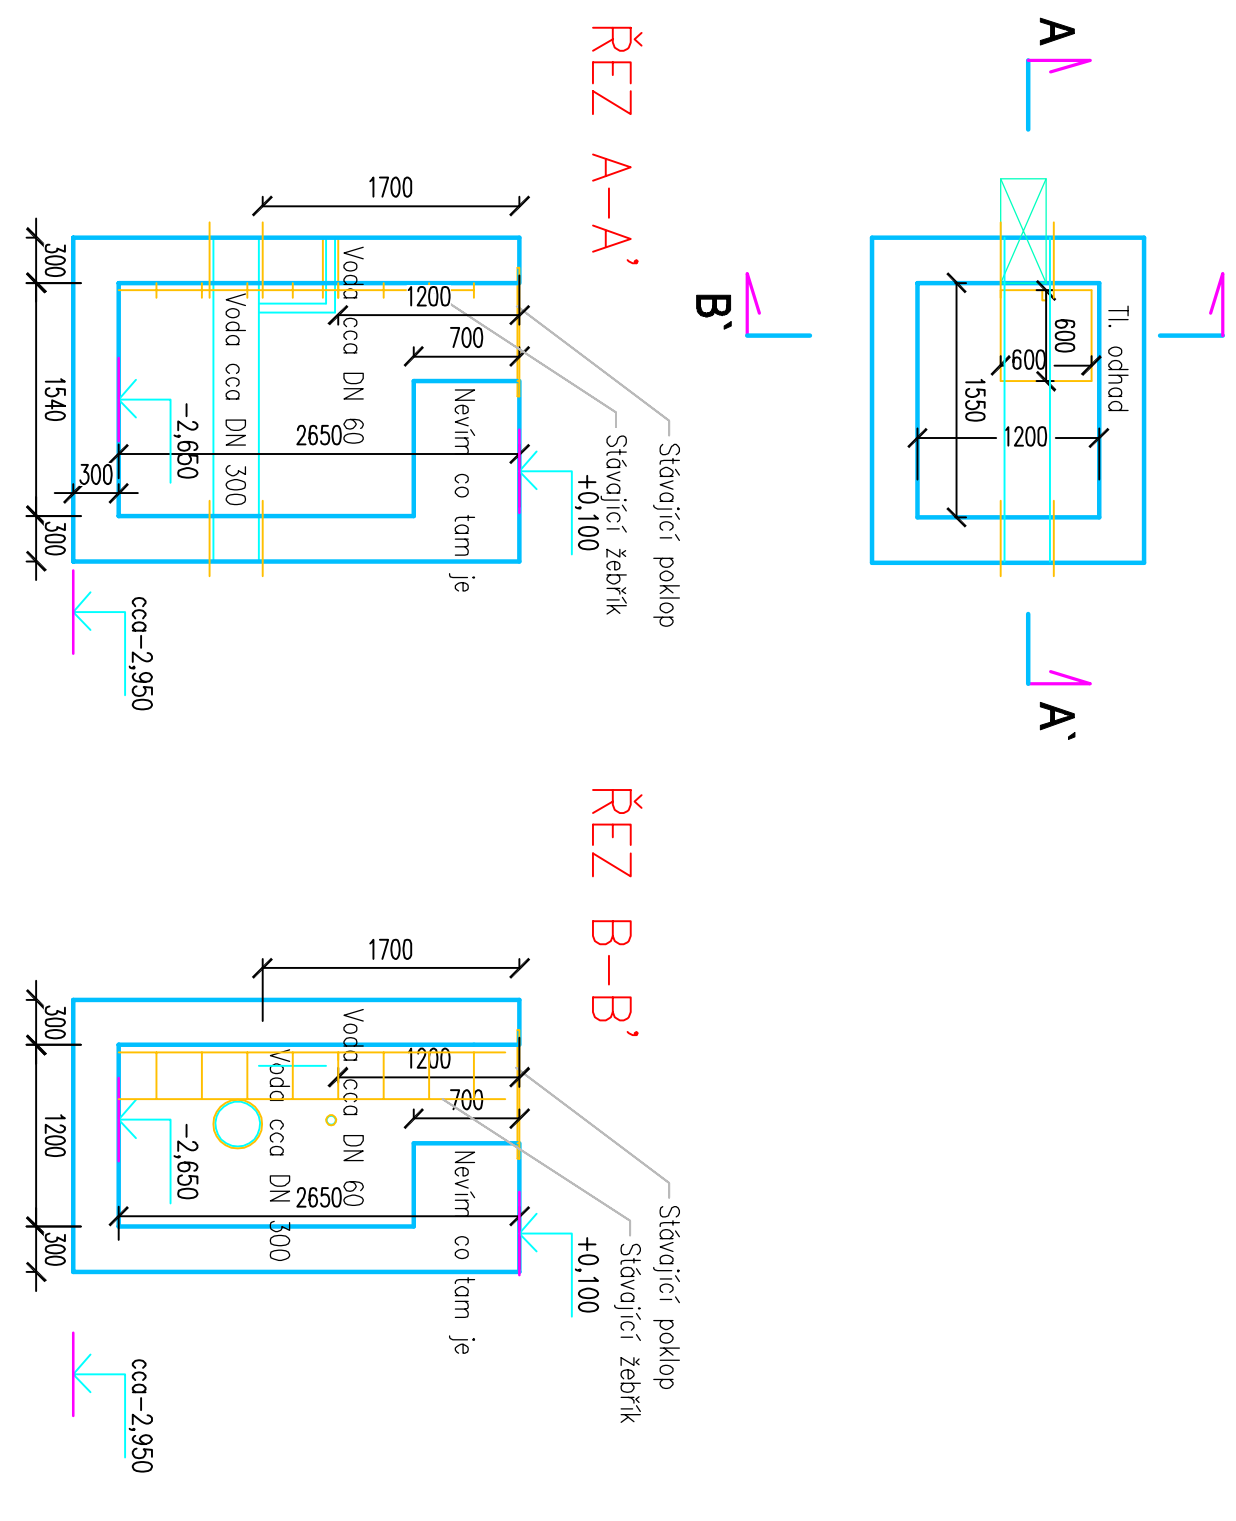 A
A`
B`
Tl. odhad
600
600
1550
1200
ŘEZ A-A'
1700
1200
700
2650
300
1540
300
300
Voda cca DN 60
Voda cca DN 300
Nevím co tam je
Stávající poklop
Stávající žebřík
+0,100
-2,650
cca-2,950
ŘEZ B-B'
1700
1200
700
2650
300
1200
300
Voda cca DN 60
Voda cca DN 300
Nevím co tam je
Stávající poklop
Stávající žebřík
+0,100
-2,650
cca-2,950